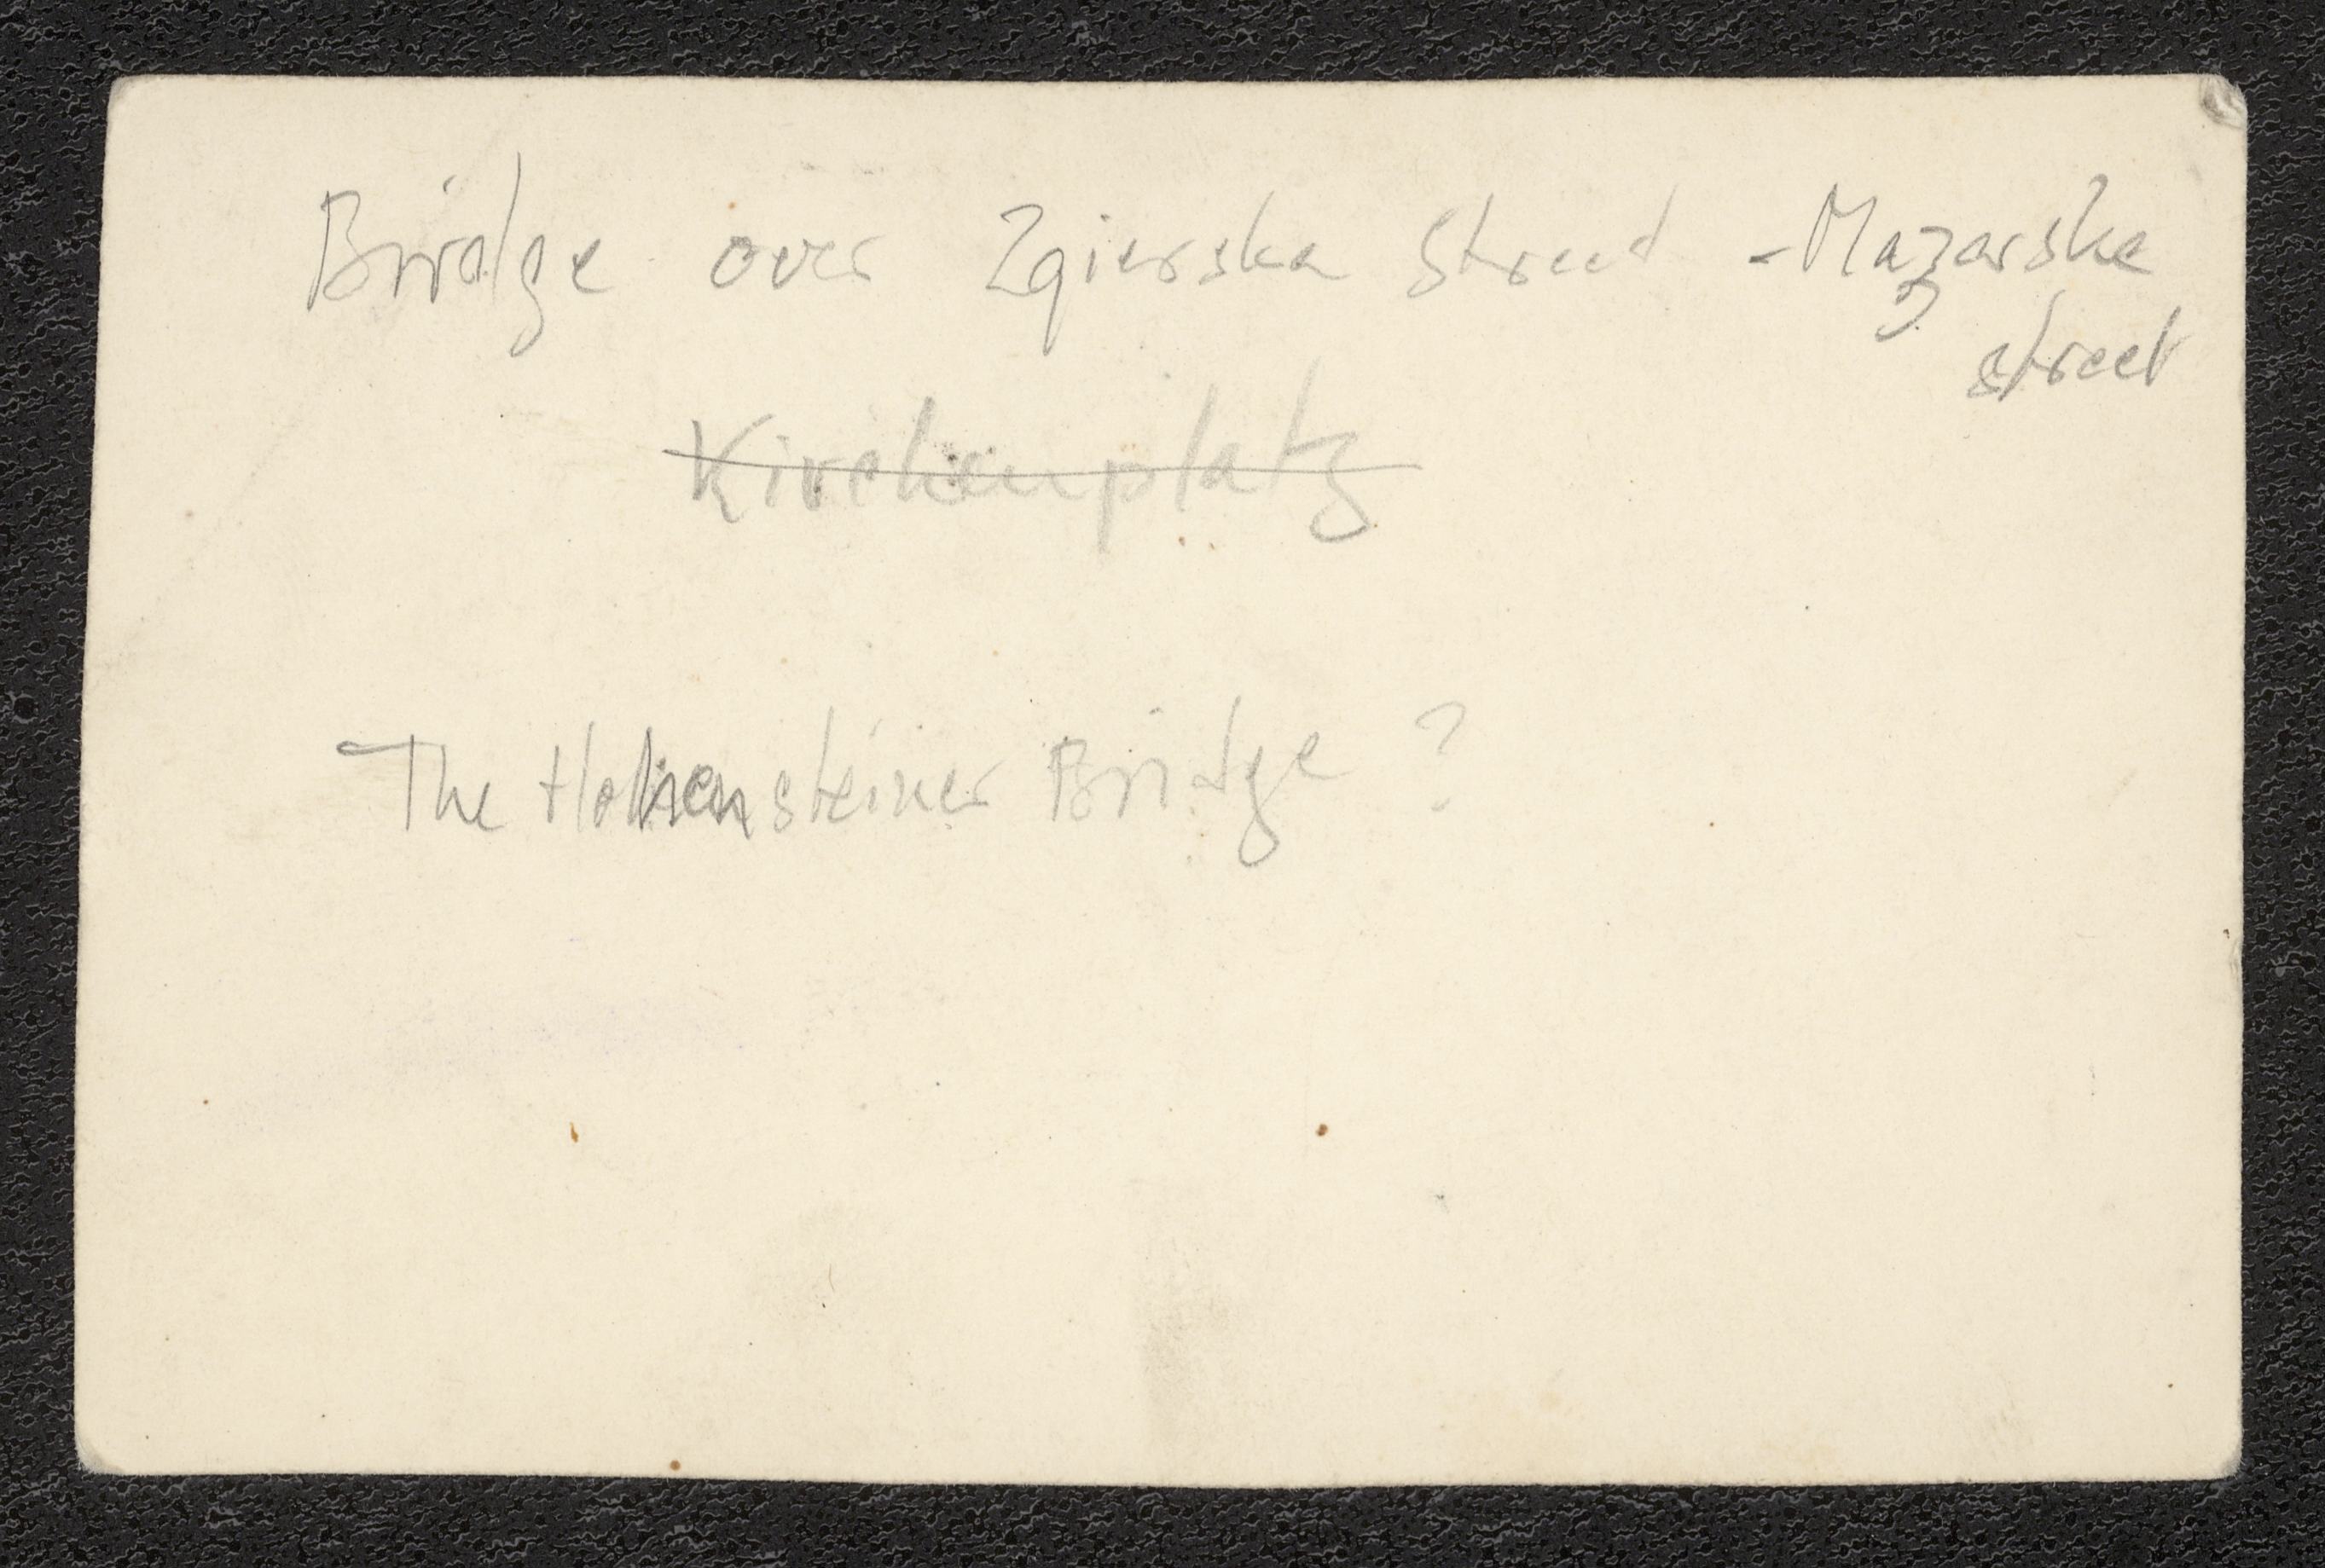 Bridge over Zgierska Street - Mazarska
street
Kirchenplatz
The Hohensteiner Bridge ?